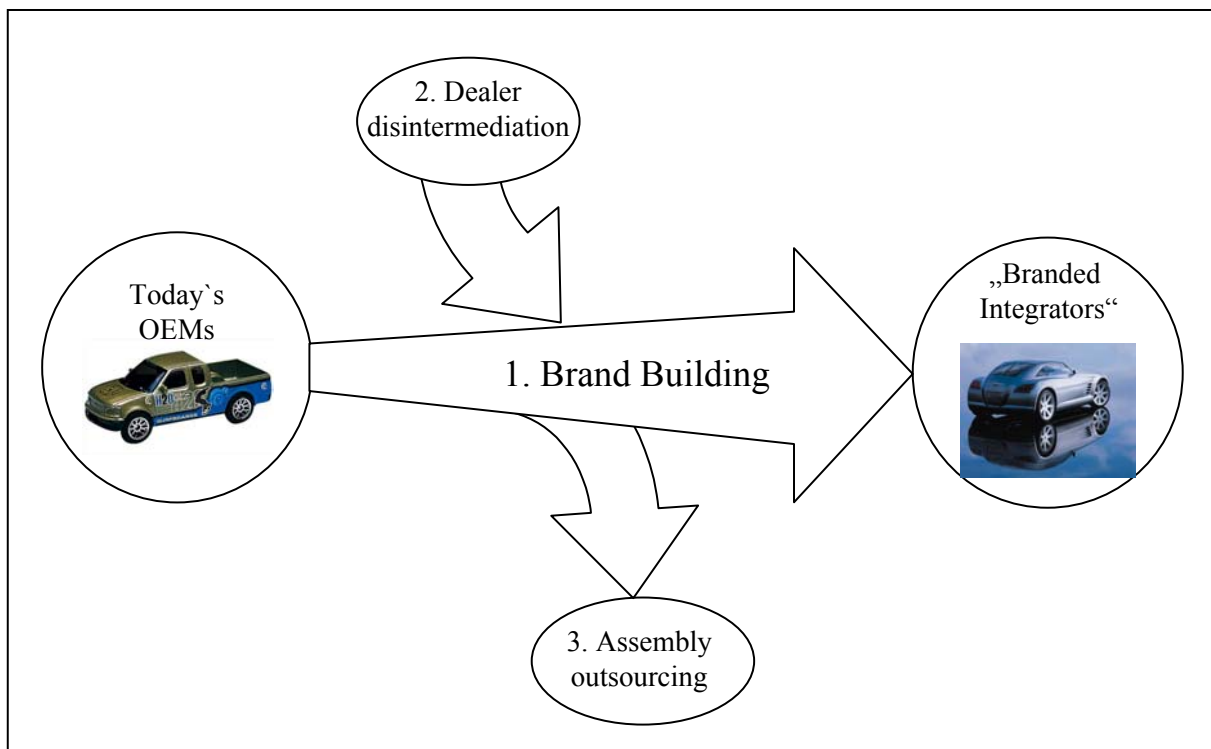 2. Dealer
disintermediation
Today`s
OEMs
„Branded
Integrators“
1. Brand Building
3. Assembly
outsourcing